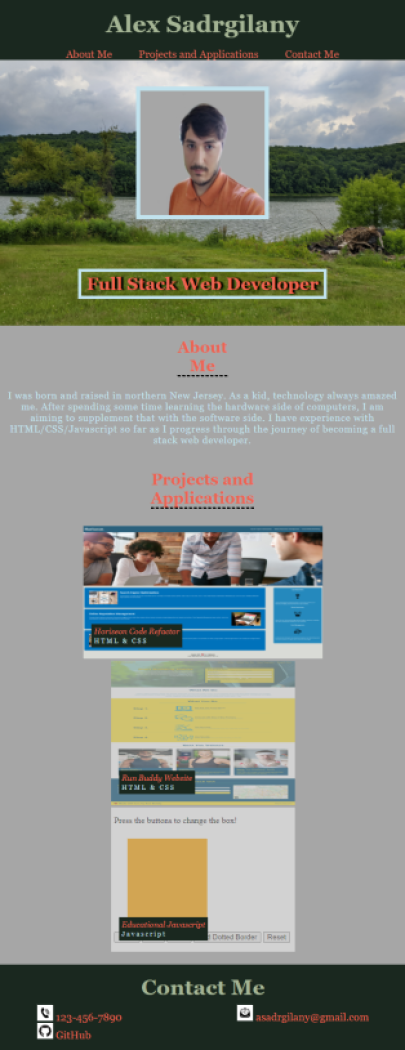 Alex Sadrgilany
About Me Projects and Applications Contact Me
Full Stack Web Developer
About
Me
I was born and raised in northern New Jersey. As a kid, technology always amazed
me. After spending some time learning the hardware side of computers, I am
aiming to supplement that with the software side. I have experience with
HTML/CSS/Javascript so far as I progress through the journey of becoming a full
stack web developer.
Projects and
Applications
Horiseon Code Refactor
HTML & CSS
Run Buddy Website
HTML & CSS
Press the buttons to change the box!
Educational Javascript
Javascript
Dotted Border Reset
Contact Me
123-456-7890 asadrgilany@gmail.com
GitHub